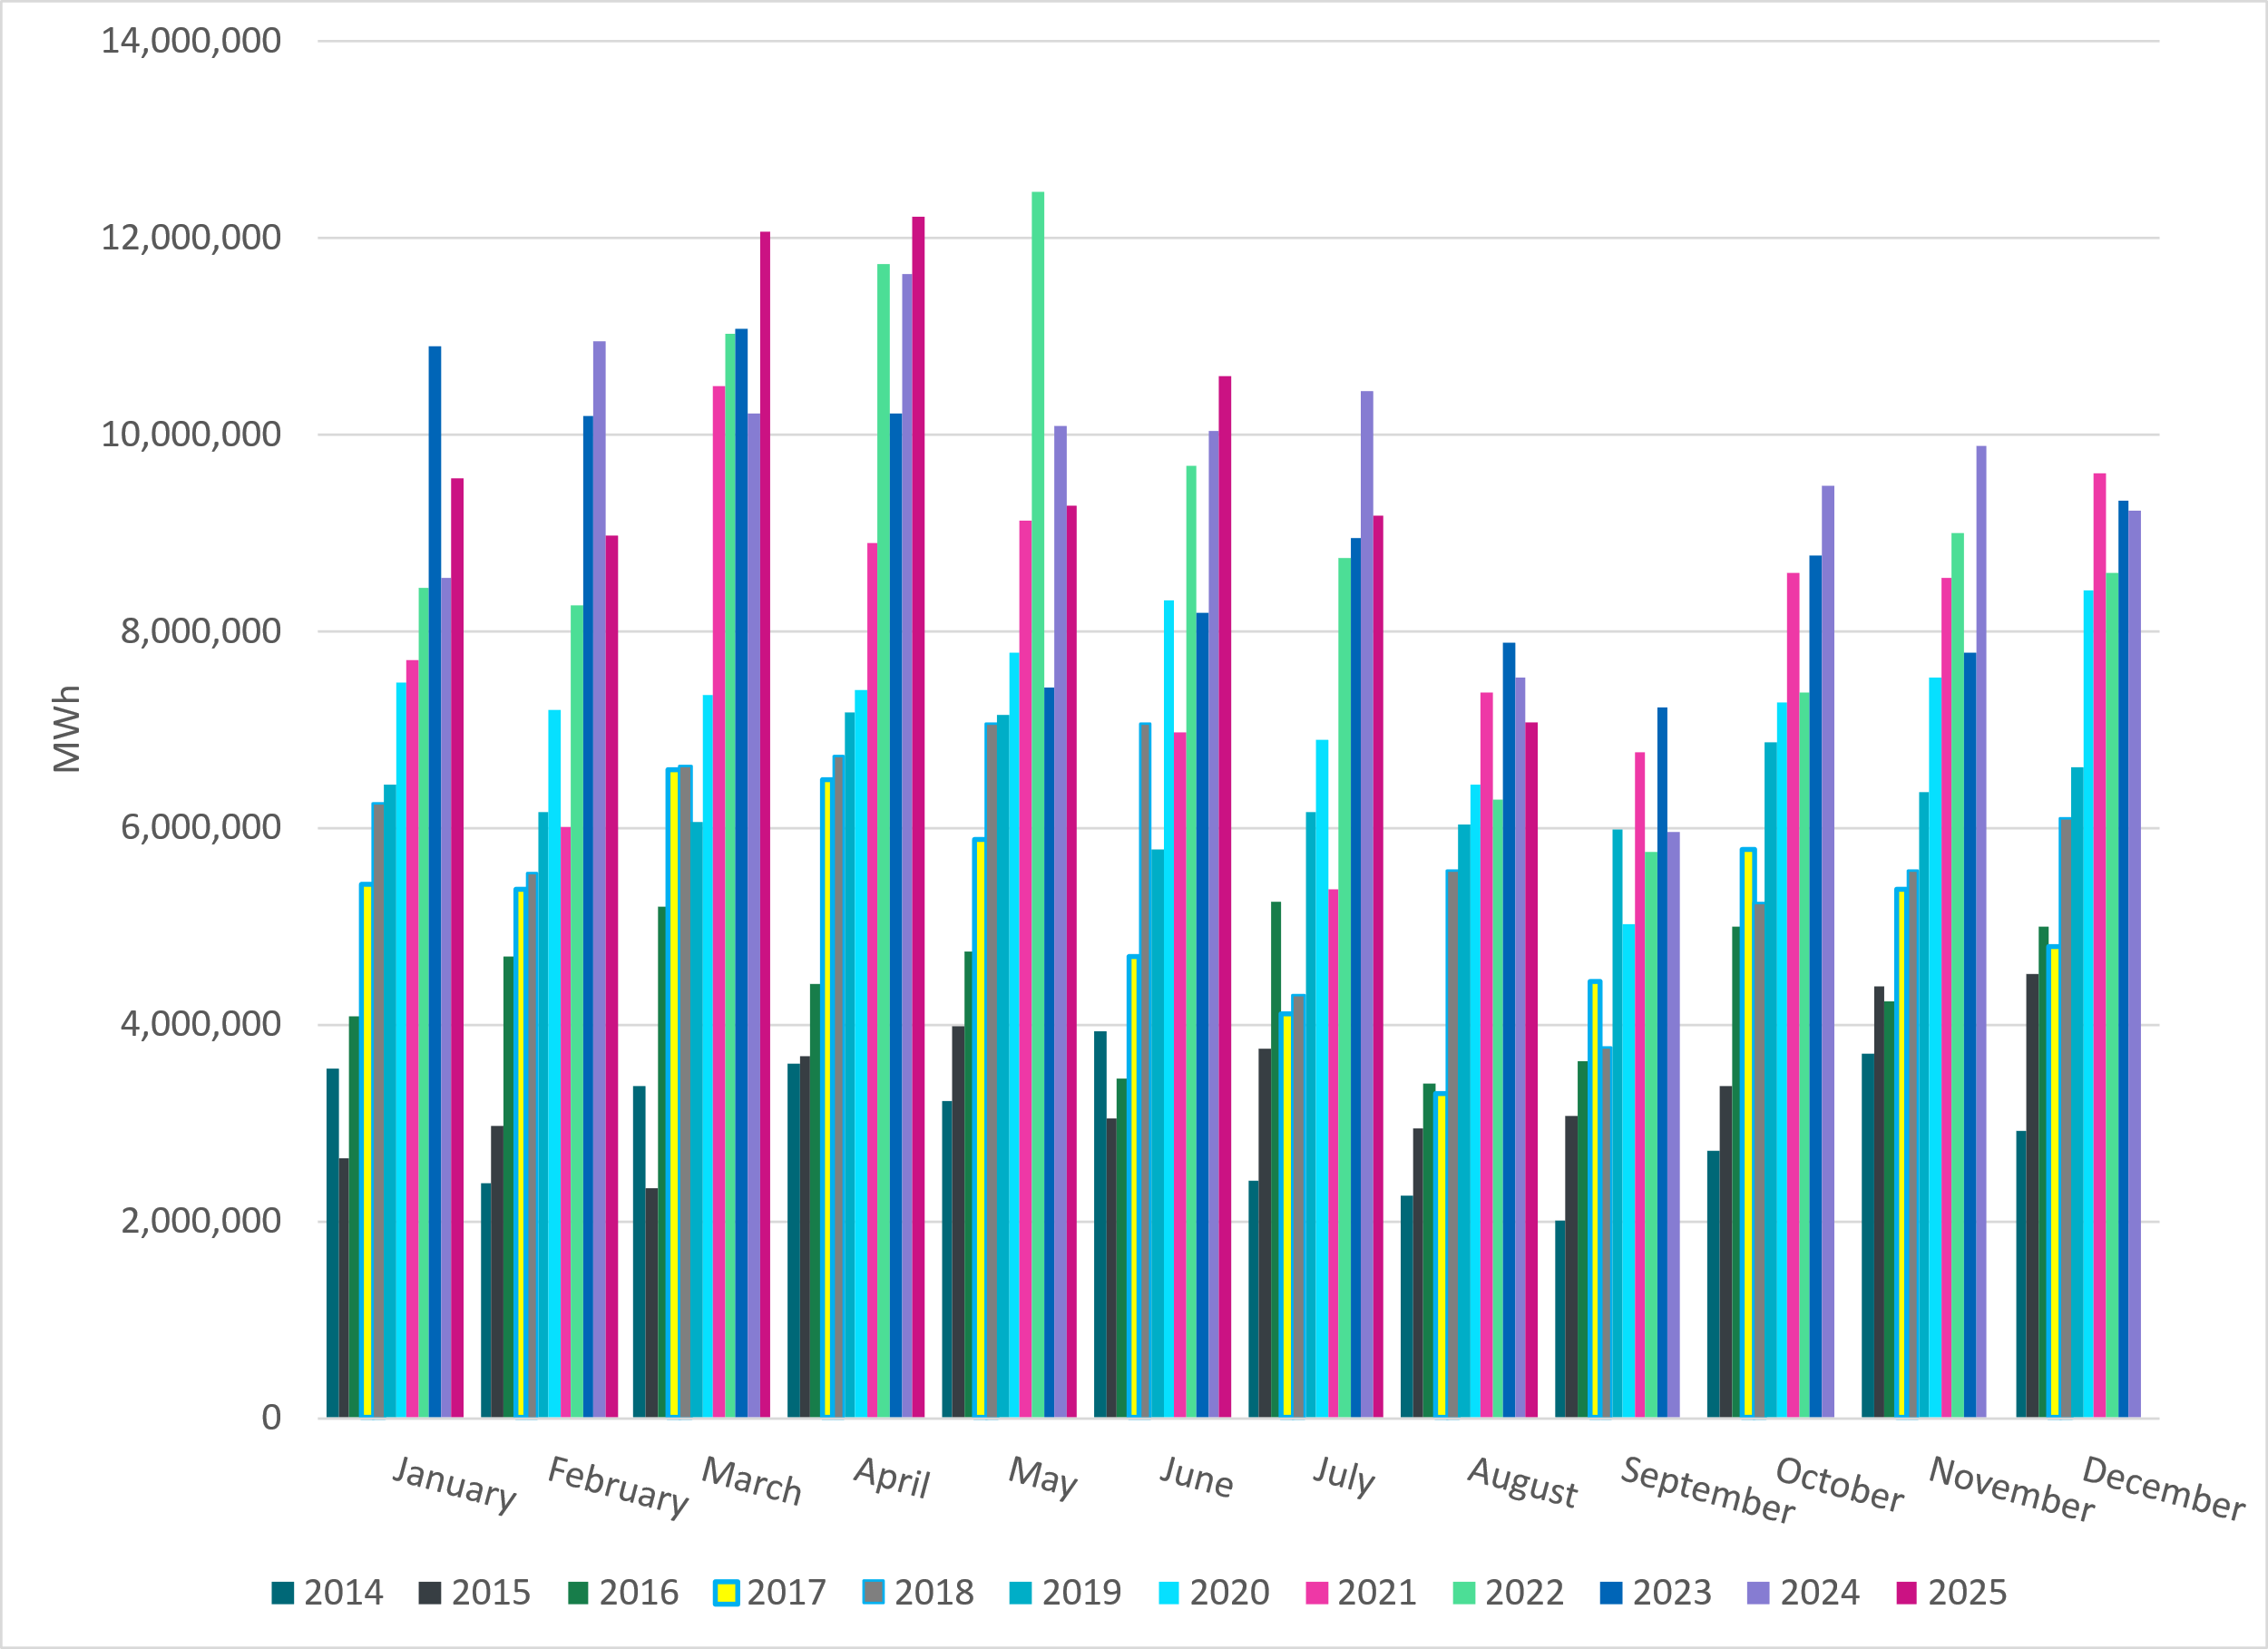 14,000,000
12,000,000
10,000,000
8,000,000
6,000,000
4,000,000
2,000,000
0
MWh
January February March April May June July August September October November December
2014 2015 2016 2017 2018 2019 2020 2021 2022 2023 2024 2025